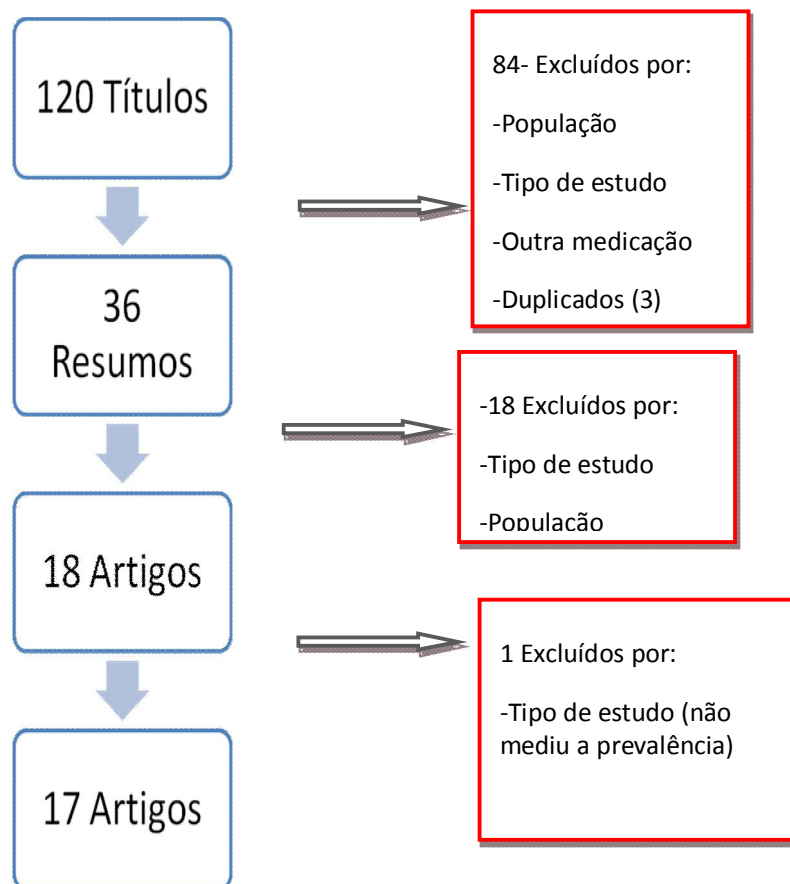 120 Títulos
84- Excluídos por:
-População
-Tipo de estudo
-Outra medicação
-Duplicados (3)
36
Resumos
-18 Excluídos por:
-Tipo de estudo
-População
18 Artigos
1 Excluídos por:
-Tipo de estudo (não
mediu a prevalência)
17 Artigos